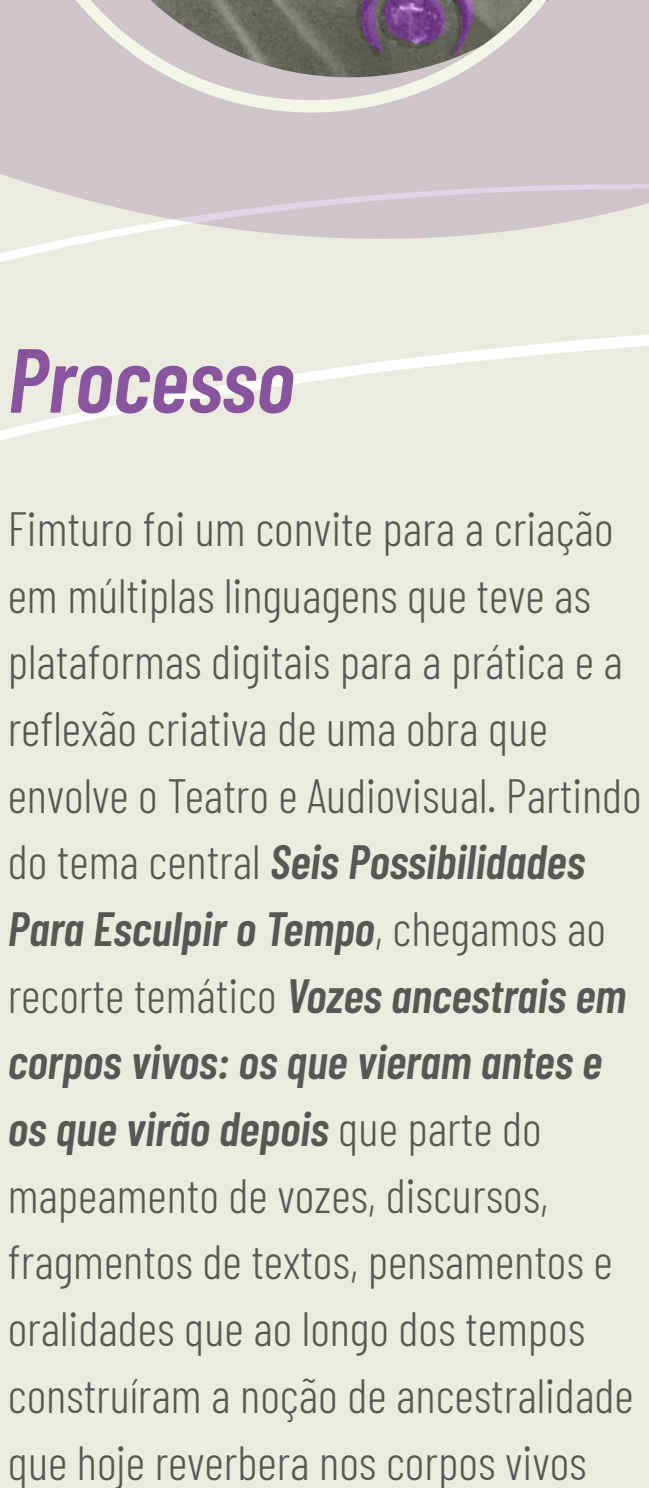 Processo
Fimturo foi um convite para a criação
em múltiplas linguagens que teve as
plataformas digitais para a prática e a
reflexão criativa de uma obra que
envolve o Teatro e Audiovisual. Partindo
do tema central Seis Possibilidades
Para Esculpir o Tempo, chegamos ao
recorte temático Vozes ancestrais em
corpos vivos: os que vieram antes e
os que virão depois que parte do
mapeamento de vozes, discursos,
fragmentos de textos, pensamentos e
oralidades que ao longo dos tempos
construíram a noção de ancestralidade
que hoje reverbera nos corpos vivos